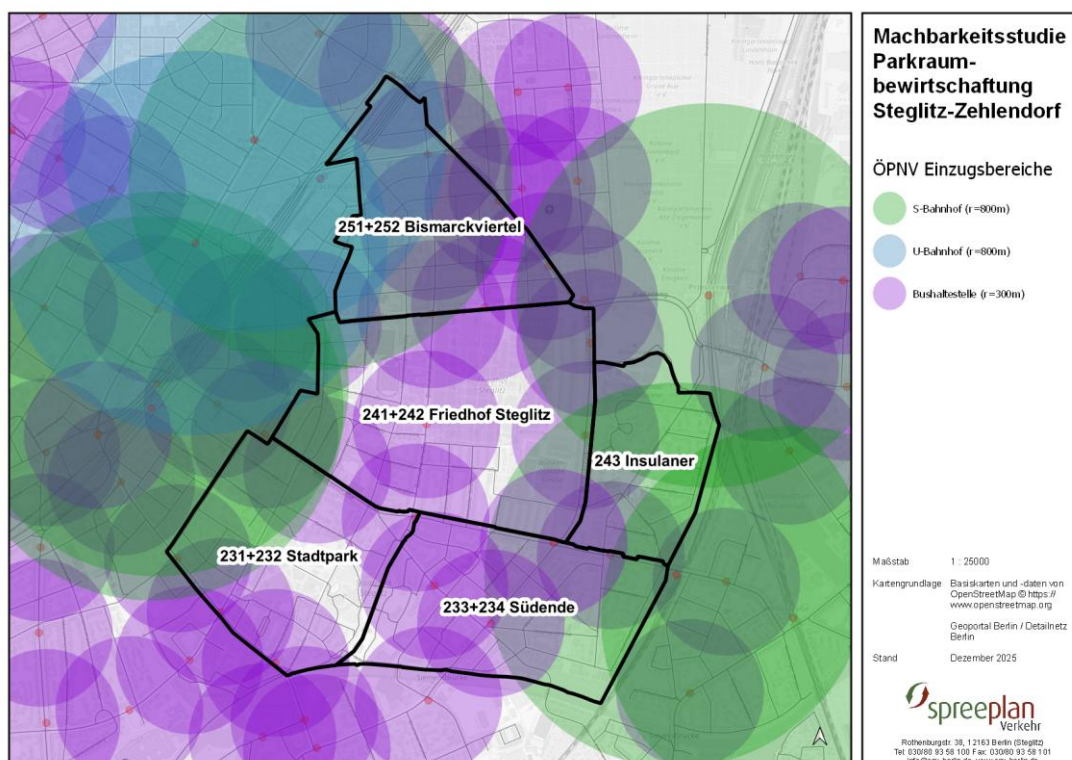 251+252 Bismarckviertel
241+242 Friedhof Steglitz
243 Insulaner
231+232 Stadtpark
233+234 Südende
Machbarkeitsstudie
Parkraum-
bewirtschaftung
Steglitz-Zehlendorf
ÖPNV Einzugsbereiche
S-Bahnhof (r=800m)
U-Bahnhof (r=800m)
Bushaltestelle (r=300m)
Maßstab 1 : 25000
Kartengrundlage Basiskarten und -daten von
OpenStreetMap © https://
www.openstreetmap.org
Geoportal Berlin / Detailnetz
Berlin
Stand Dezember 2025
spreeplan
Verkehr
Rothenburgstr. 38, 12163 Berlin (Steglitz)
Tel: 030/80 93 58 100 Fax: 030/80 93 58 101